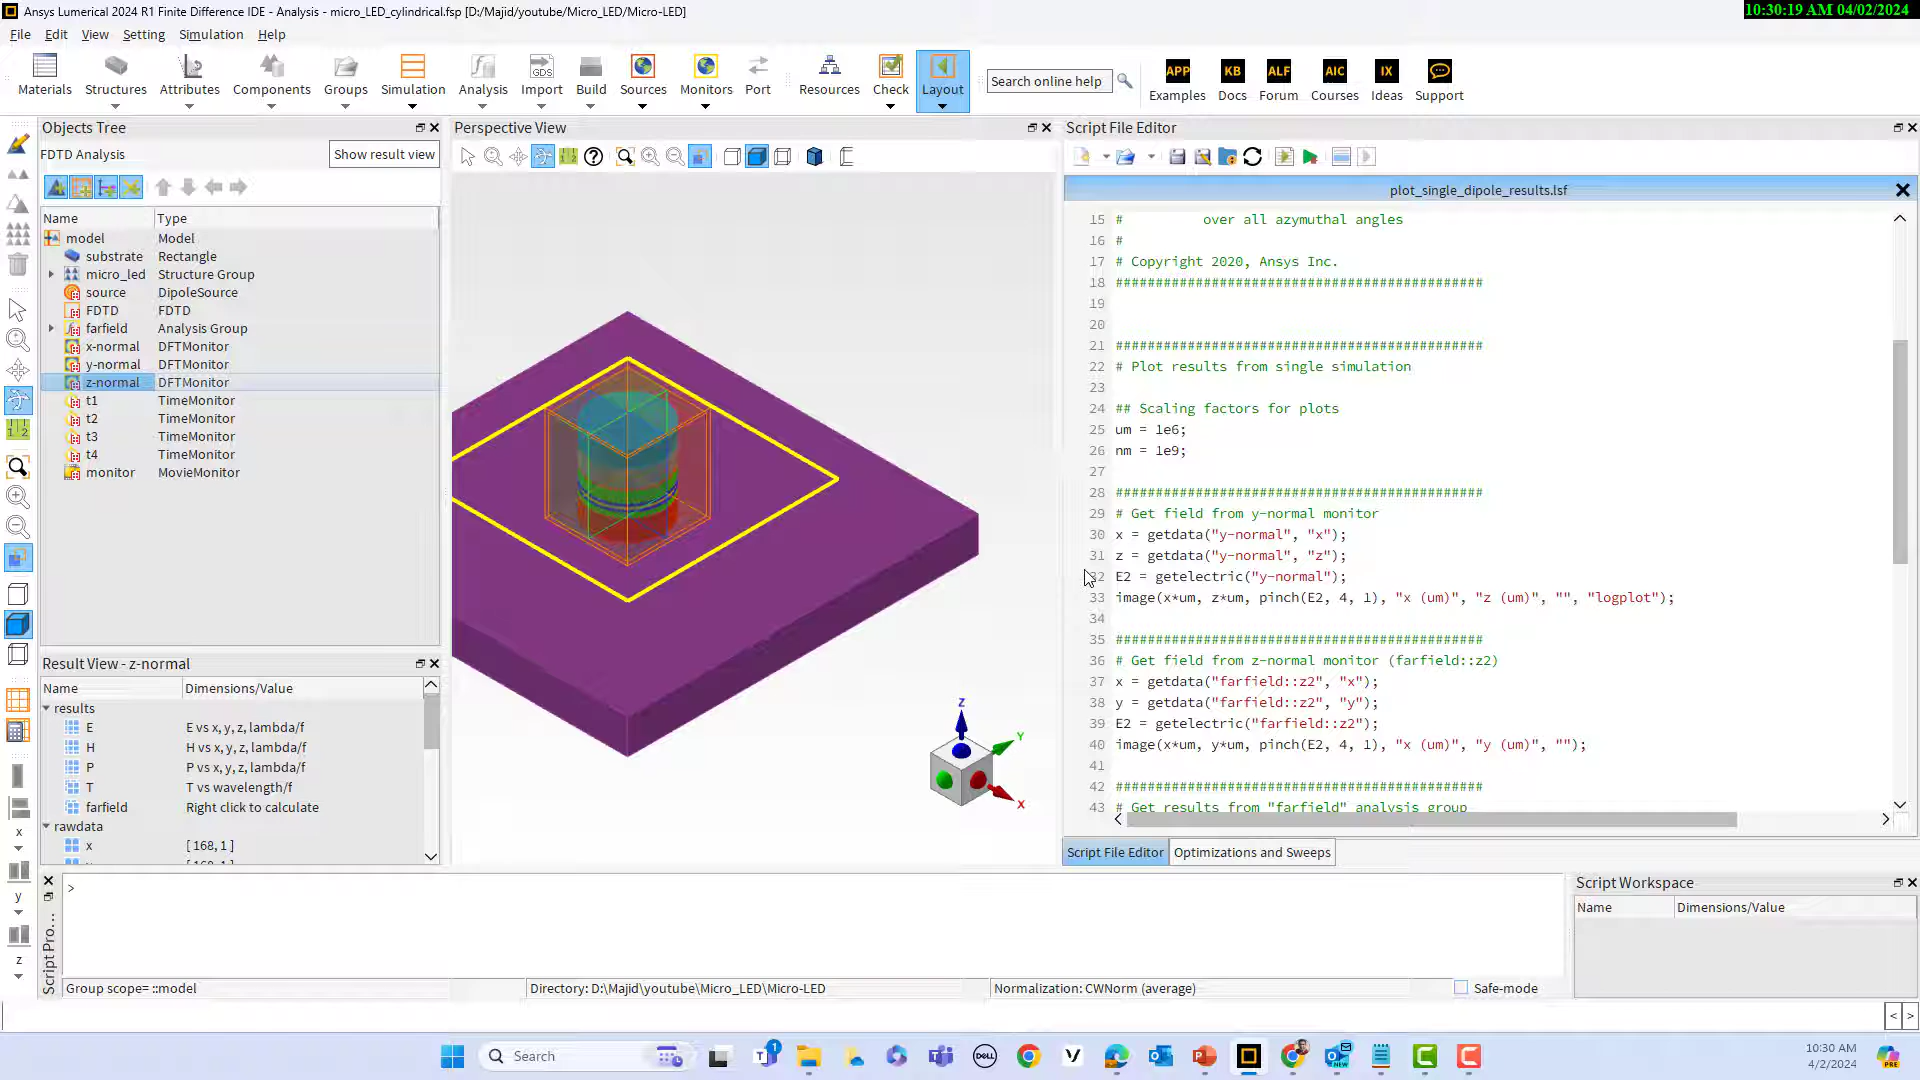 Ansys Lumerical 2024 R1 Finite Difference IDE - Analysis - micro_LED_cylindrical.fsp [D:/Majid/youtube/Micro_LED/Micro-LED]
10:30:19 AM 04/02/2024
File Edit View Setting Simulation Help
APP KB ALF AIC IX
GDS
Search online help
Materials Structures Attributes Components Groups Simulation Analysis Import Build Sources Monitors Port Resources Check Layout
Examples Docs Forum Courses Ideas Support
Objects Tree
FDTD Analysis
Show result view
Name Type
model Model
substrate Rectangle
micro_led Structure Group
source DipoleSource
FDTD FDTD
farfield Analysis Group
x-normal DFTMonitor
y-normal DFTMonitor
z-normal DFTMonitor
t1 TimeMonitor
t2 TimeMonitor
t3 TimeMonitor
t4 TimeMonitor
monitor MovieMonitor
Result View - z-normal
Name Dimensions/Value
results
E E vs x, y, z, lambda/f
H H vs x, y, z, lambda/f
P P vs x, y, z, lambda/f
T T vs wavelength/f
farfield Right click to calculate
rawdata
x [ 168, 1 ]
x
y
z
Perspective View
Z
Y
X
Script File Editor
plot_single_dipole_results.lsf
15 # over all azymuthal angles
16 #
17 # Copyright 2020, Ansys Inc.
18 ##############################################
19
20
21 ##############################################
22 # Plot results from single simulation
23
24 ## Scaling factors for plots
25 um = 1e6;
26 nm = 1e9;
27
28 ##############################################
29 # Get field from y-normal monitor
30 x = getdata("y-normal", "x");
31 z = getdata("y-normal", "z");
32 E2 = getelectric("y-normal");
33 image(x*um, z*um, pinch(E2, 4, 1), "x (um)", "z (um)", "", "logplot");
34
35 ##############################################
36 # Get field from z-normal monitor (farfield::z2)
37 x = getdata("farfield::z2", "x");
38 y = getdata("farfield::z2", "y");
39 E2 = getelectric("farfield::z2");
40 image(x*um, y*um, pinch(E2, 4, 1), "x (um)", "y (um)", "");
41
42 ##############################################
43 # Get results from "farfield" analysis group
Script File Editor Optimizations and Sweeps
Script Pro...
>
Script Workspace
Name Dimensions/Value
Group scope= ::model
Directory: D:\Majid\youtube\Micro_LED\Micro-LED
Normalization: CWNorm (average)
Safe-mode
Search
10:30 AM
4/2/2024